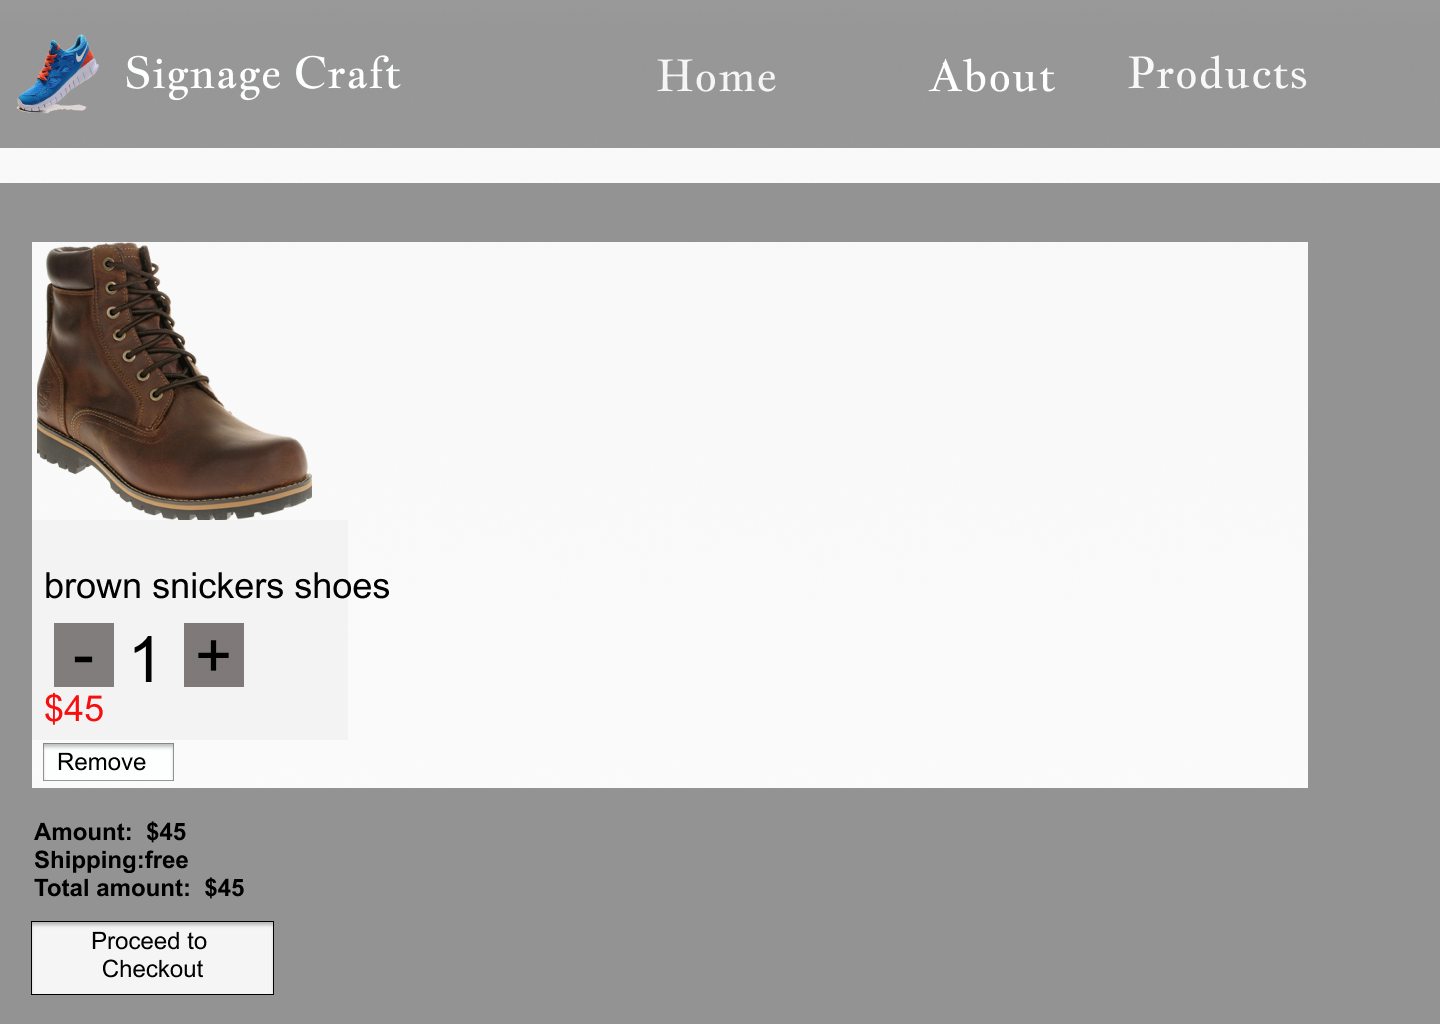 Signage Craft
Home
About
Products
brown snickers shoes
- 1 +
$45
Remove
Amount: $45
Shipping:free
Total amount: $45
Proceed to
Checkout